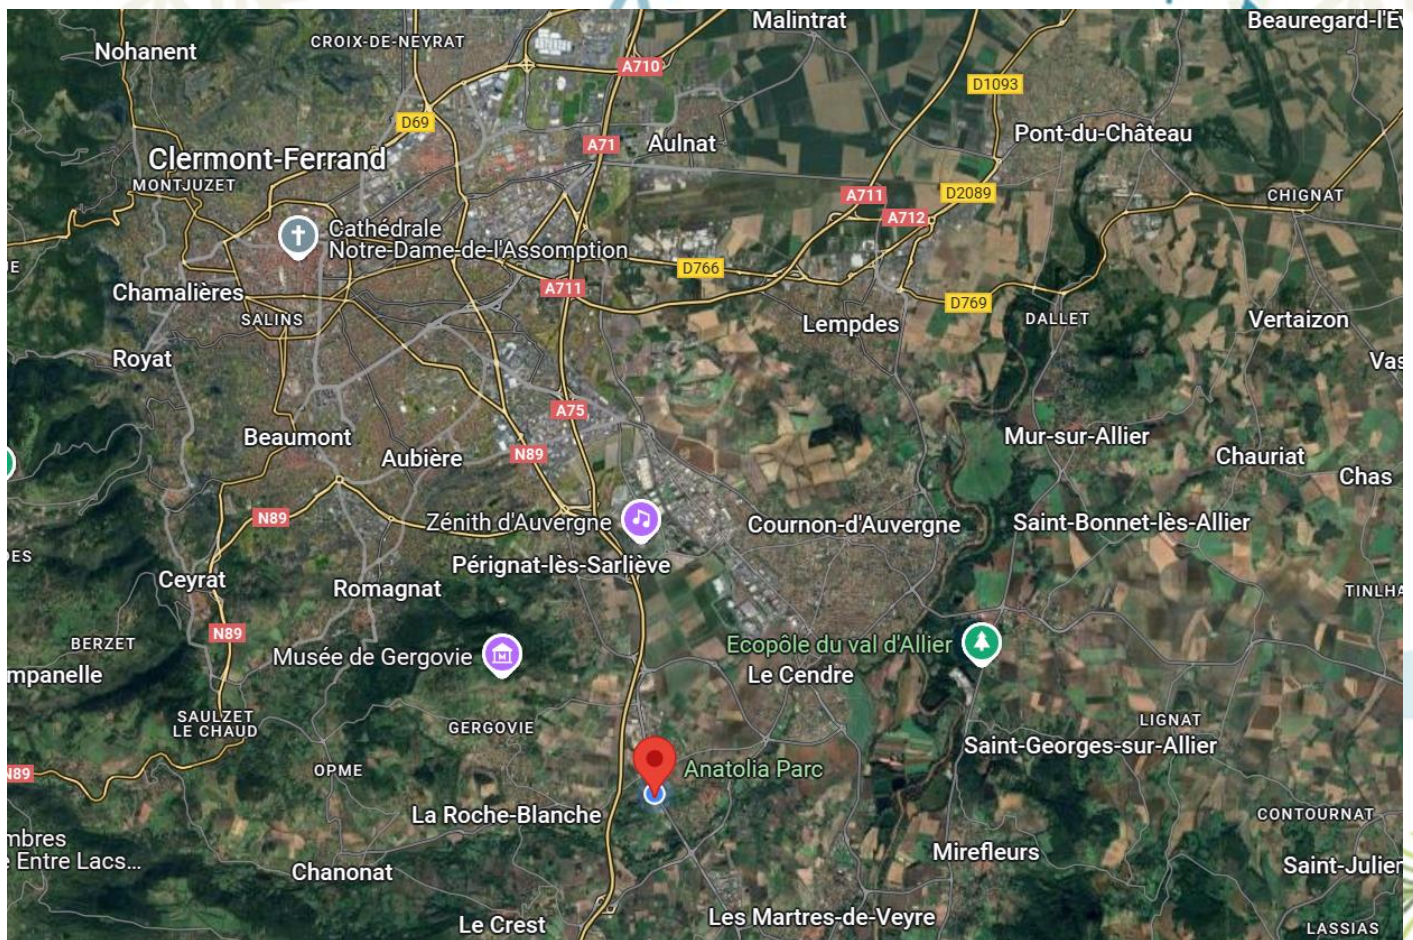 Malintrat
Beauregard-l'Év
Nohanent
CROIX-DE-NEYRAT
A710
D1093
D69
Pont-du-Château
A71
Aulnat
Clermont-Ferrand
MONTJUZET
A711
D2089
CHIGNAT
A712
Cathédrale
Notre-Dame-de-l'Assomption
D766
A711
Chamalières
D769
SALINS
Lempdes
DALLET
Vertaizon
Royat
Vas
A75
Beaumont
Mur-sur-Allier
Aubière
N89
Chauriat
Chas
N89
Zénith d'Auvergne
Cournon-d'Auvergne
Saint-Bonnet-lès-Allier
DES
Pérignat-lès-Sarliève
Ceyrat
Romagnat
TINLHA
N89
BERZET
Ecopôle du val d'Allier
Musée de Gergovie
mpanelle
Le Cendre
SAULZET
LE CHAUD
GERGOVIE
LIGNAT
Saint-Georges-sur-Allier
N89
OPME
Anatolia Parc
La Roche-Blanche
CONTOURNAT
mbres
Entre Lacs...
Mirefleurs
Chanonat
Saint-Julien
Le Crest
Les Martres-de-Veyre
LASSIAS